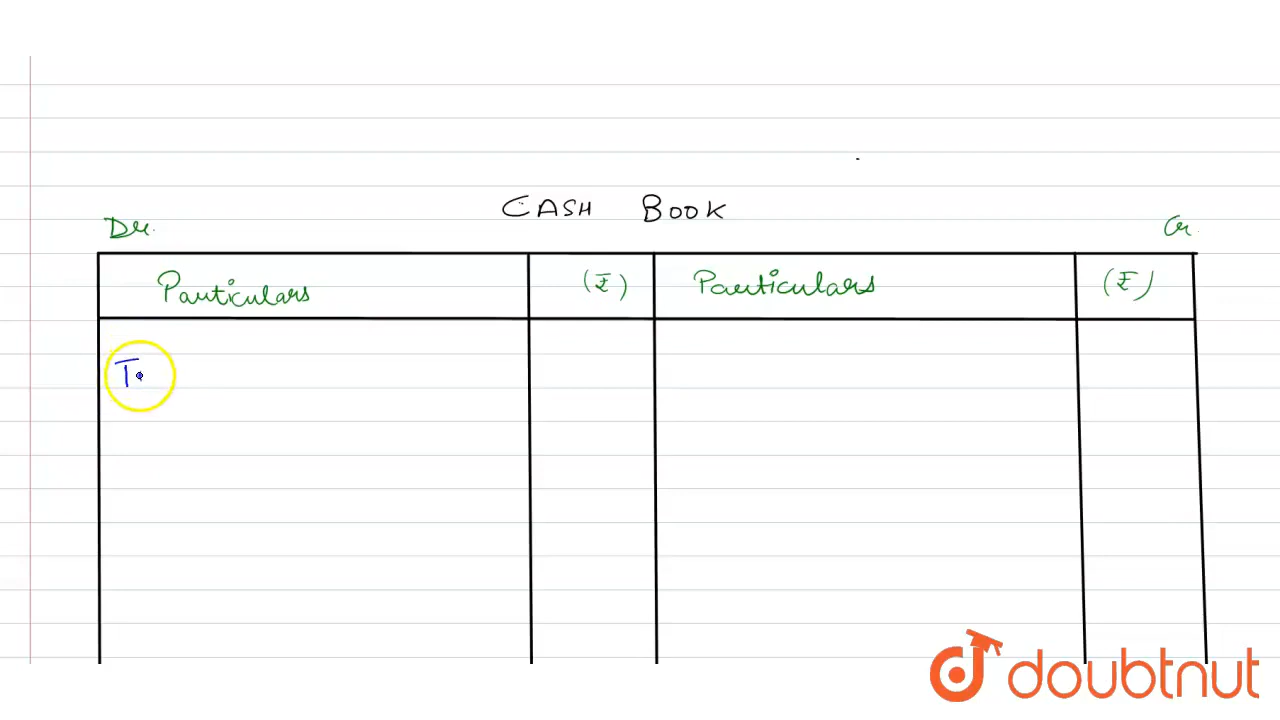 CASH BOOK
Dr. Cr.
Particulars (₹) Particulars (₹)
To
doubtnut